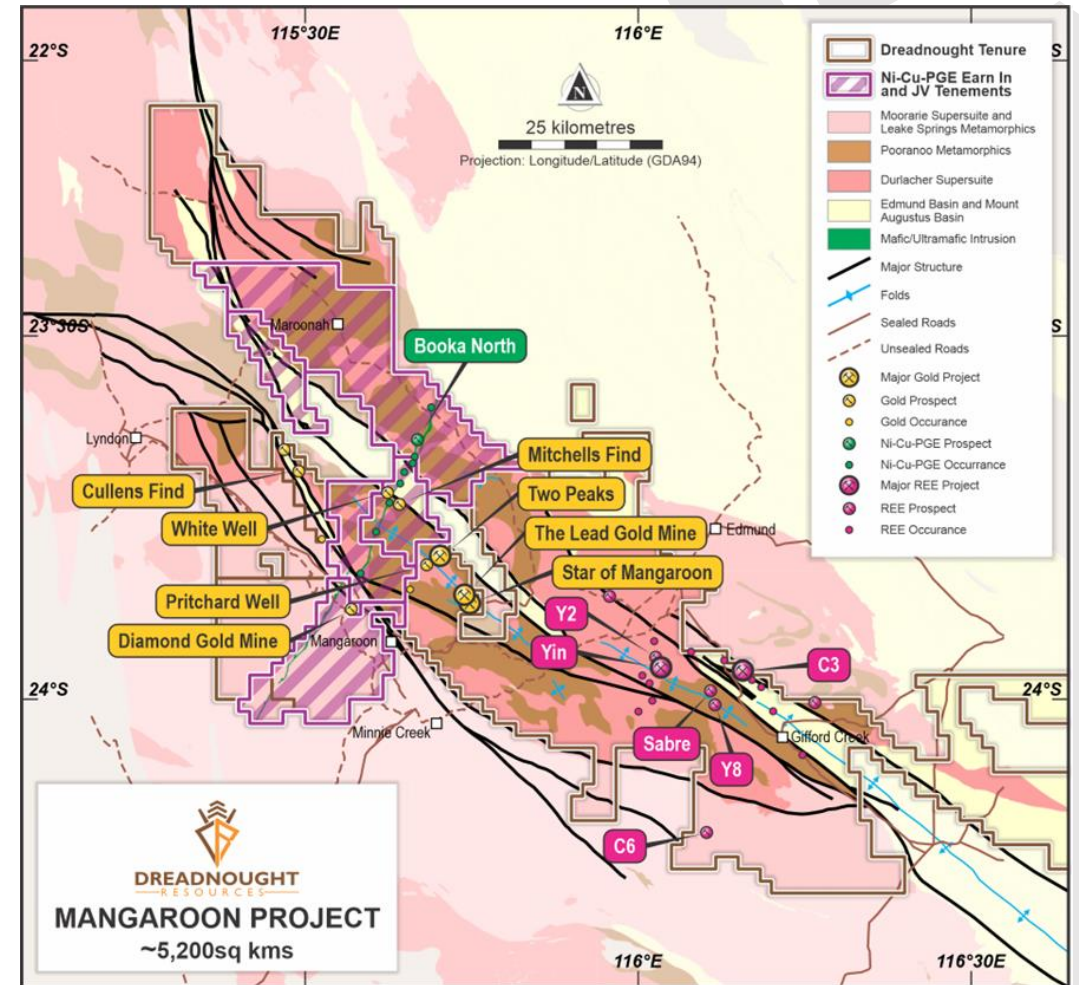 115°30E
116°E
22°S
S
N
25 kilometres
Projection: Longitude/Latitude (GDA94)
Dreadnought Tenure
Ni-Cu-PGE Earn In
and JV Tenements
Moorarie Supersuite and
Leake Springs Metamorphics
Pooranoo Metamorphics
Durlacher Supersuite
Edmund Basin and Mount
Augustus Basin
Mafic/Ultramafic Intrusion
Major Structure
Folds
Sealed Roads
Unsealed Roads
Major Gold Project
Gold Prospect
Gold Occurance
Ni-Cu-PGE Prospect
Ni-Cu-PGE Occurrance
Major REE Project
REE Prospect
REE Occurance
23°30S
S
Maroonah
Booka North
Lyndon
Mitchells Find
Cullens Find
Two Peaks
White Well
The Lead Gold Mine
Edmund
Star of Mangaroon
Pritchard Well
Y2
Diamond Gold Mine
Mangaroon
Yin
C3
24°S
24°S
Minnie Creek
Sabre
Gifford Creek
Y8
C6
DREADNOUGHT
RESOURCES
MANGAROON PROJECT
~5,200sq kms
116°E
116°30E